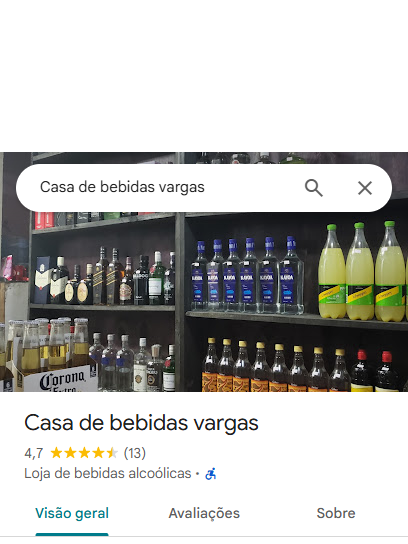 Casa de bebidas vargas
Corona
Extra
Casa de bebidas vargas
4,7 (13)
Loja de bebidas alcoólicas ·
Visão geral
Avaliações
Sobre